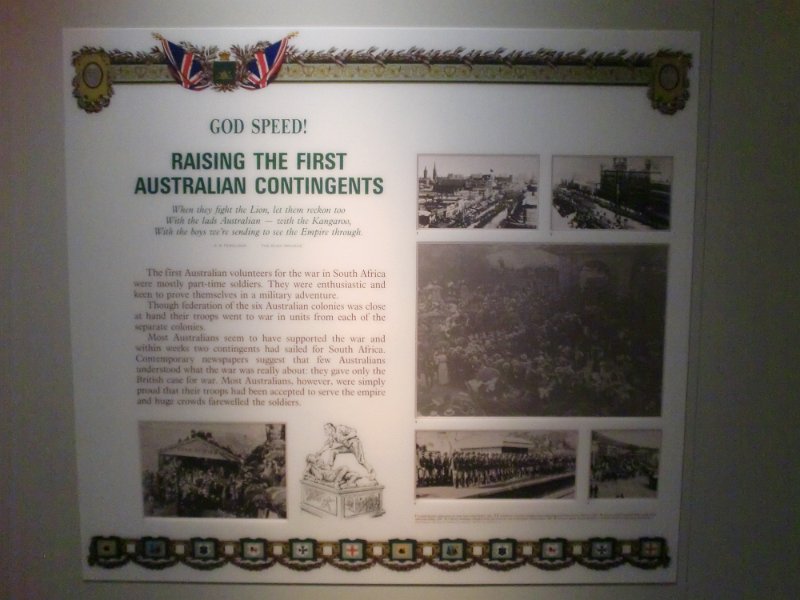 GOD SPEED!
RAISING THE FIRST
AUSTRALIAN CONTINGENTS
When they fight the Lion, let them reckon too
With the lads Australian — with the Kangaroo,
With the boys we're sending to see the Empire through.
The first Australian volunteers for the war in South Africa
were mostly part-time soldiers. They were enthusiastic and
keen to prove themselves in a military adventure.
Though federation of the six Australian colonies was close
at hand their troops went to war in units from each of the
separate colonies.
Most Australians seem to have supported the war and
within weeks two contingents had sailed for South Africa.
Contemporary newspapers suggest that few Australians
understood what the war was really about: they gave only the
British case for war. Most Australians, however, were simply
proud that their troops had been accepted to serve the empire
and huge crowds farewelled the soldiers.